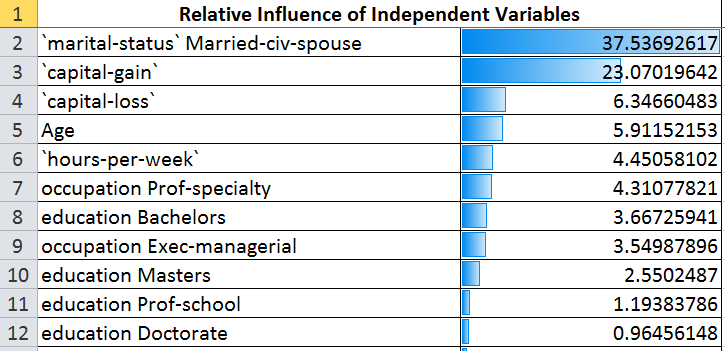 1 Relative Influence of Independent Variables
2 `marital-status` Married-civ-spouse 37.53692617
3 `capital-gain` 23.07019642
4 `capital-loss` 6.34660483
5 Age 5.91152153
6 `hours-per-week` 4.45058102
7 occupation Prof-specialty 4.31077821
8 education Bachelors 3.66725941
9 occupation Exec-managerial 3.54987896
10 education Masters 2.5502487
11 education Prof-school 1.19383786
12 education Doctorate 0.96456148